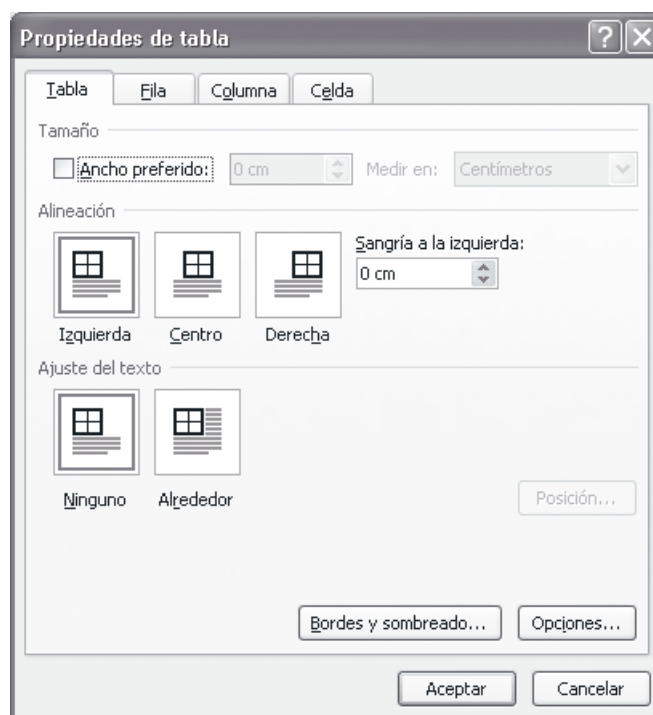 Propiedades de tabla
Tabla Fila Columna Celda
Tamaño
Ancho preferido: 0 cm Medir en: Centímetros
Alineación
Sangría a la izquierda:
0 cm
Izquierda Centro Derecha
Ajuste del texto
Ninguno Alrededor
Posición...
Bordes y sombreado... Opciones...
Aceptar Cancelar